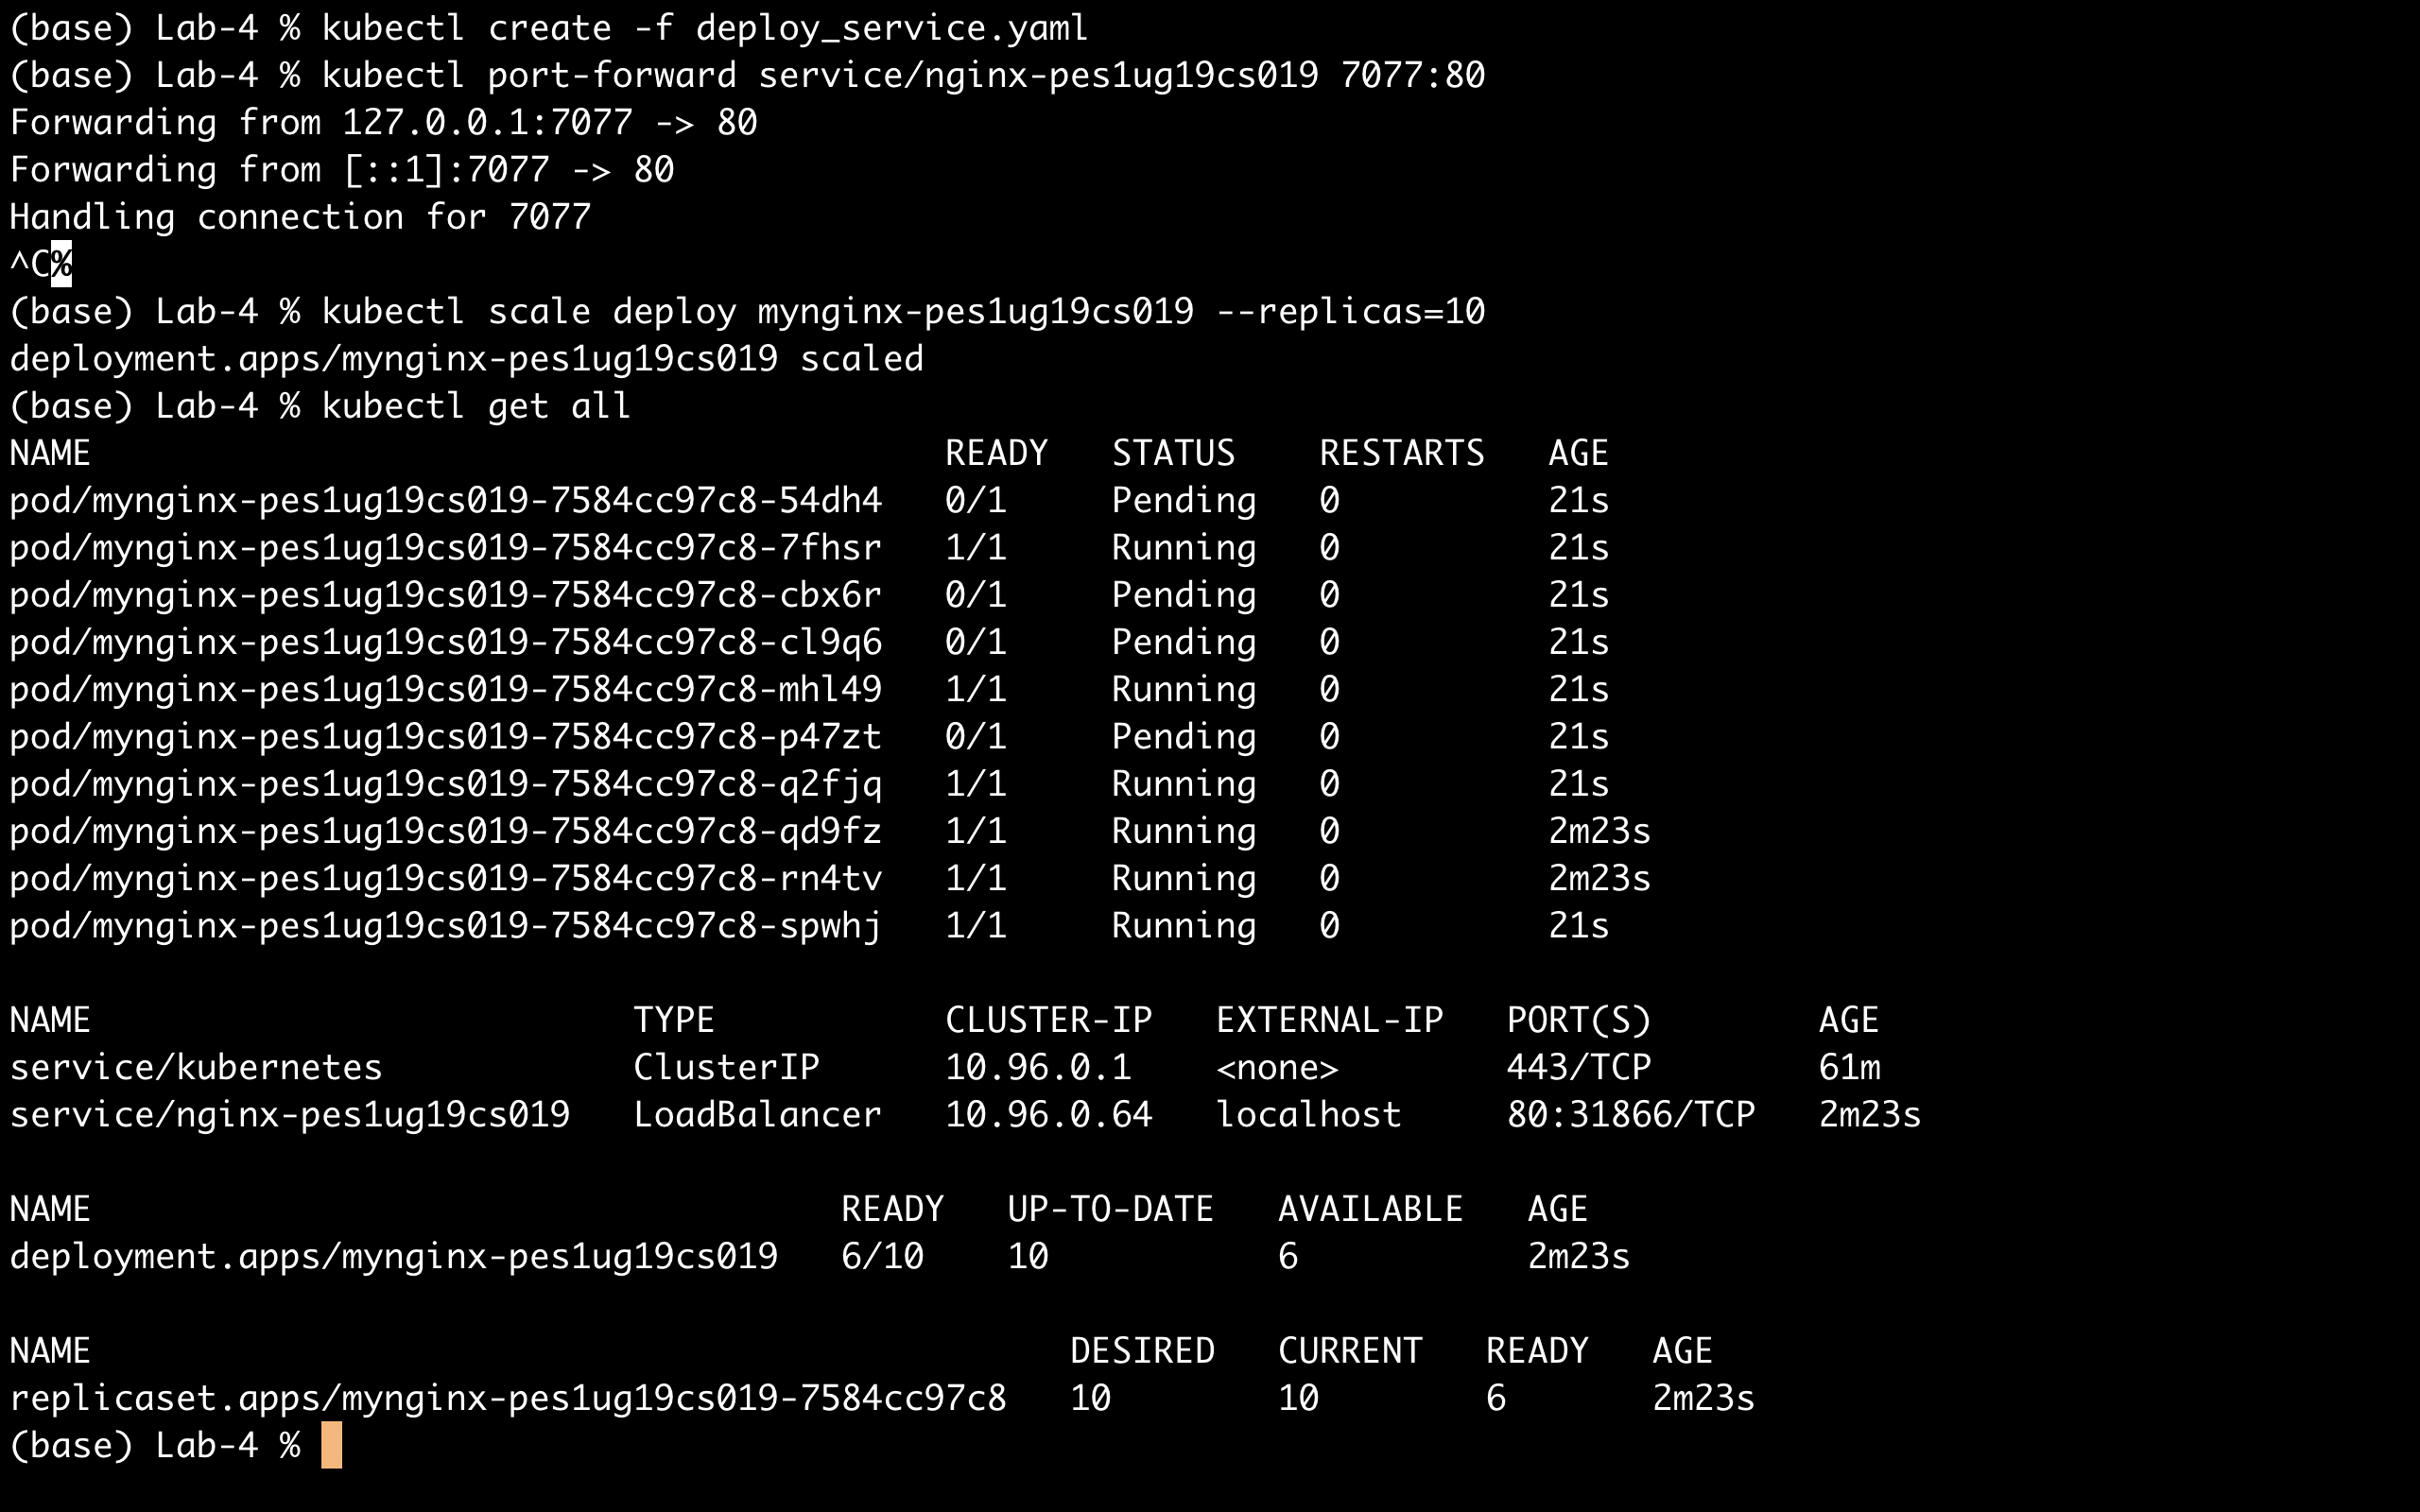 (base) Lab-4 % kubectl create -f deploy_service.yaml
(base) Lab-4 % kubectl port-forward service/nginx-pes1ug19cs019 7077:80
Forwarding from 127.0.0.1:7077 -> 80
Forwarding from [::1]:7077 -> 80
Handling connection for 7077
^C%
(base) Lab-4 % kubectl scale deploy mynginx-pes1ug19cs019 --replicas=10
deployment.apps/mynginx-pes1ug19cs019 scaled
(base) Lab-4 % kubectl get all
NAME                                         READY   STATUS    RESTARTS   AGE
pod/mynginx-pes1ug19cs019-7584cc97c8-54dh4   0/1     Pending   0          21s
pod/mynginx-pes1ug19cs019-7584cc97c8-7fhsr   1/1     Running   0          21s
pod/mynginx-pes1ug19cs019-7584cc97c8-cbx6r   0/1     Pending   0          21s
pod/mynginx-pes1ug19cs019-7584cc97c8-cl9q6   0/1     Pending   0          21s
pod/mynginx-pes1ug19cs019-7584cc97c8-mhl49   1/1     Running   0          21s
pod/mynginx-pes1ug19cs019-7584cc97c8-p47zt   0/1     Pending   0          21s
pod/mynginx-pes1ug19cs019-7584cc97c8-q2fjq   1/1     Running   0          21s
pod/mynginx-pes1ug19cs019-7584cc97c8-qd9fz   1/1     Running   0          2m23s
pod/mynginx-pes1ug19cs019-7584cc97c8-rn4tv   1/1     Running   0          2m23s
pod/mynginx-pes1ug19cs019-7584cc97c8-spwhj   1/1     Running   0          21s
NAME                          TYPE           CLUSTER-IP   EXTERNAL-IP   PORT(S)        AGE
service/kubernetes            ClusterIP      10.96.0.1    <none>        443/TCP        61m
service/nginx-pes1ug19cs019   LoadBalancer   10.96.0.64   localhost     80:31866/TCP   2m23s
NAME                                    READY   UP-TO-DATE   AVAILABLE   AGE
deployment.apps/mynginx-pes1ug19cs019   6/10    10           6           2m23s
NAME                                               DESIRED   CURRENT   READY   AGE
replicaset.apps/mynginx-pes1ug19cs019-7584cc97c8   10        10        6       2m23s
(base) Lab-4 %